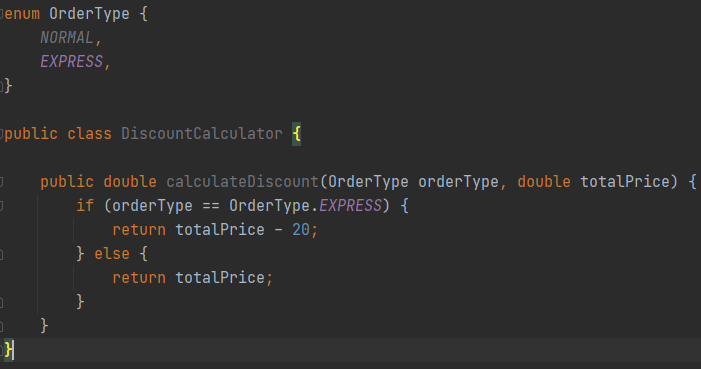 enum OrderType {
    NORMAL,
    EXPRESS,
}
public class DiscountCalculator {
    public double calculateDiscount(OrderType orderType, double totalPrice) {
        if (orderType == OrderType.EXPRESS) {
            return totalPrice - 20;
        } else {
            return totalPrice;
        }
    }
}